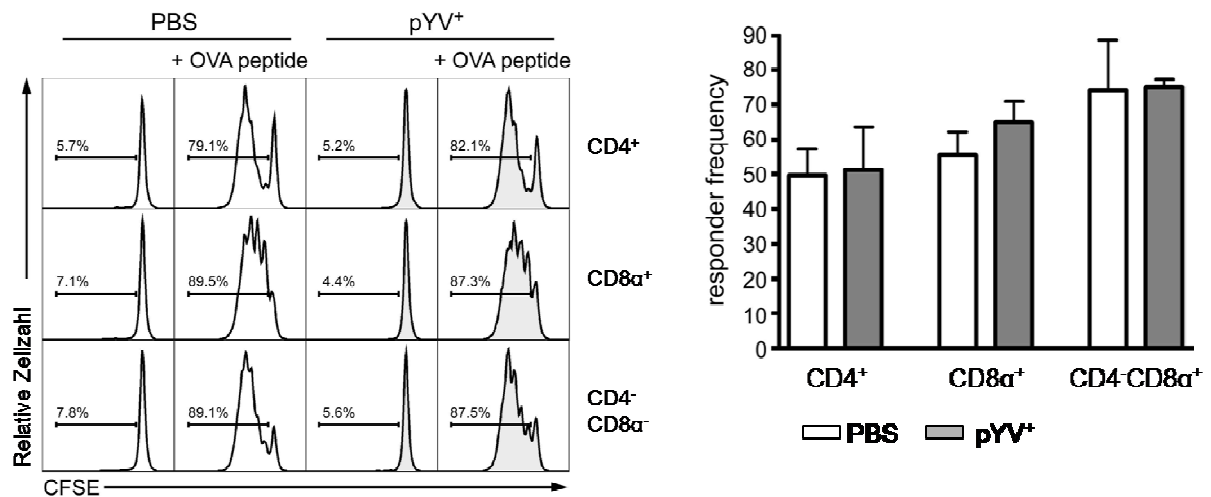 PBS
pYV+
+ OVA peptide
+ OVA peptide
5.7%
79.1%
5.2%
82.1%
CD4+
7.1%
89.5%
4.4%
87.3%
CD8α+
7.8%
89.1%
5.6%
87.5%
CD4-
CD8α-
Relative Zellzahl
CFSE
responder frequency
90
80
70
60
50
40
30
20
10
0
CD4+
CD8α+
CD4-CD8α+
PBS
pYV+